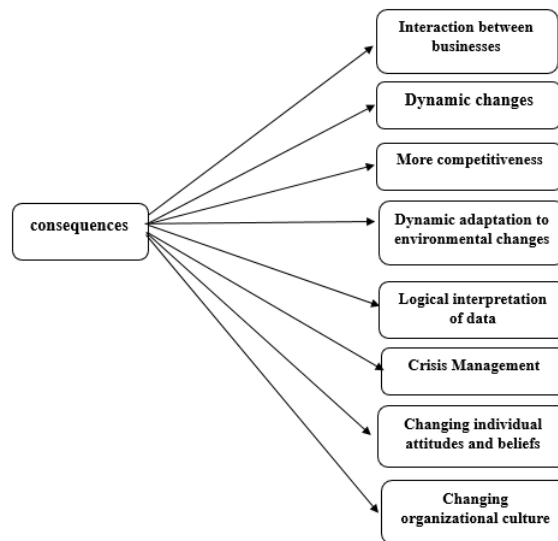 Interaction between
businesses
Dynamic changes
More competitiveness
consequences
Dynamic adaptation to
environmental changes
Logical interpretation
of data
Crisis Management
Changing individual
attitudes and beliefs
Changing
organizational culture